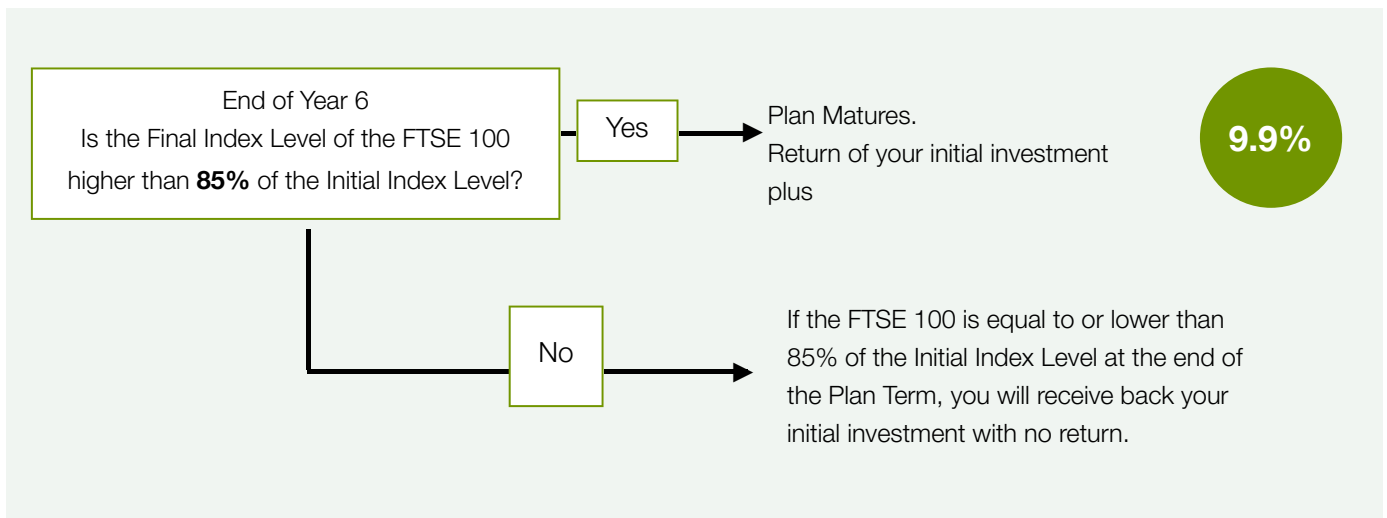 End of Year 6
Is the Final Index Level of the FTSE 100
higher than 85% of the Initial Index Level?
Yes
Plan Matures.
Return of your initial investment
plus
9.9%
No
If the FTSE 100 is equal to or lower than
85% of the Initial Index Level at the end of
the Plan Term, you will receive back your
initial investment with no return.